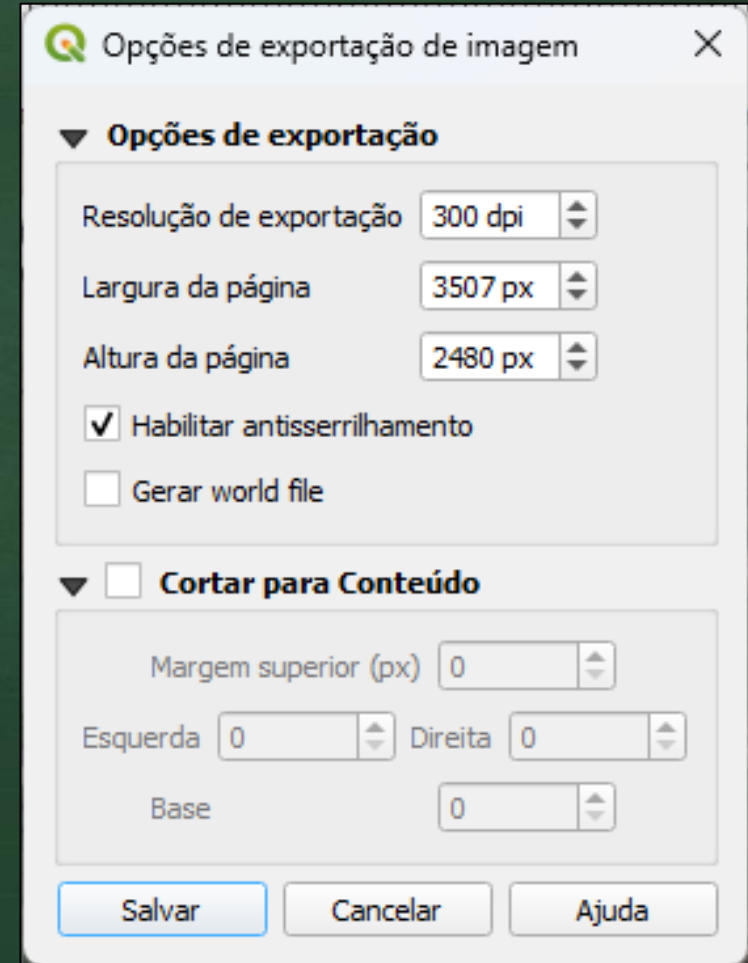 Opções de exportação de imagem
Opções de exportação
Resolução de exportação 300 dpi
Largura da página 3507 px
Altura da página 2480 px
Habilitar antisserrilhamento
Gerar world file
Cortar para Conteúdo
Margem superior (px) 0
Esquerda 0 Direita 0
Base 0
Salvar Cancelar Ajuda